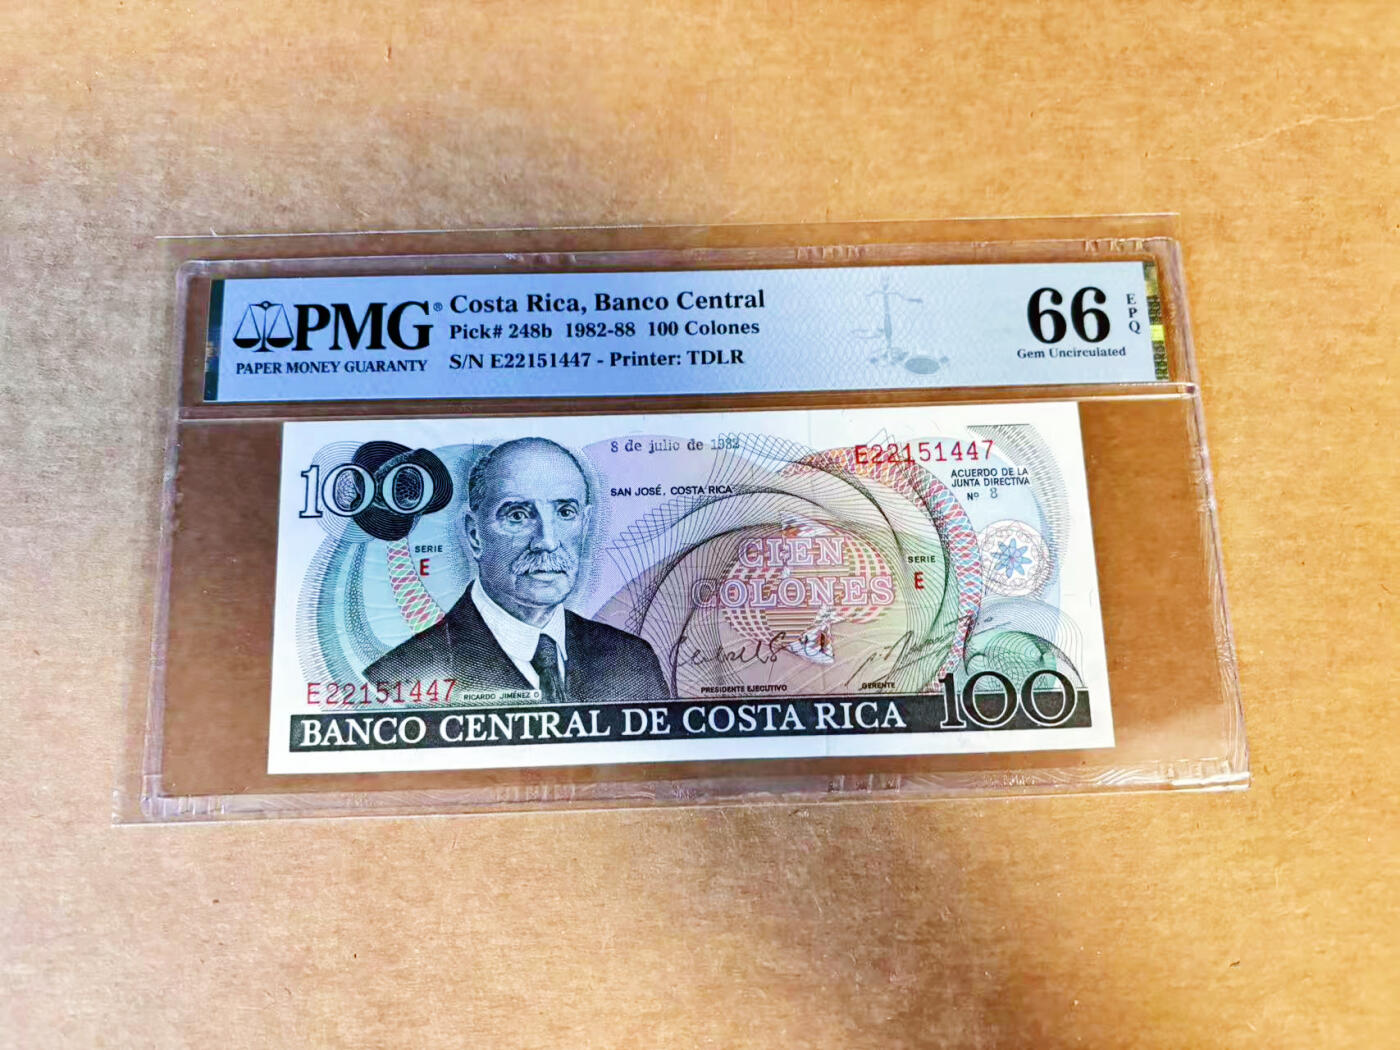 PMG®
PAPER MONEY GUARANTY
Costa Rica, Banco Central
Pick# 248b 1982-88 100 Colones
S/N E22151447 - Printer: TDLR
66
EPQ
Gem Uncirculated
100
8 de julio de 1982
E22151447
SAN JOSÉ, COSTA RICA
ACUERDO DE LA
JUNTA DIRECTIVA
Nº 8
SERIE
E
CIEN
COLONES
SERIE
E
E22151447
RICARDO JIMÉNEZ O
PRESIDENTE EJECUTIVO
GERENTE
BANCO CENTRAL DE COSTA RICA
100